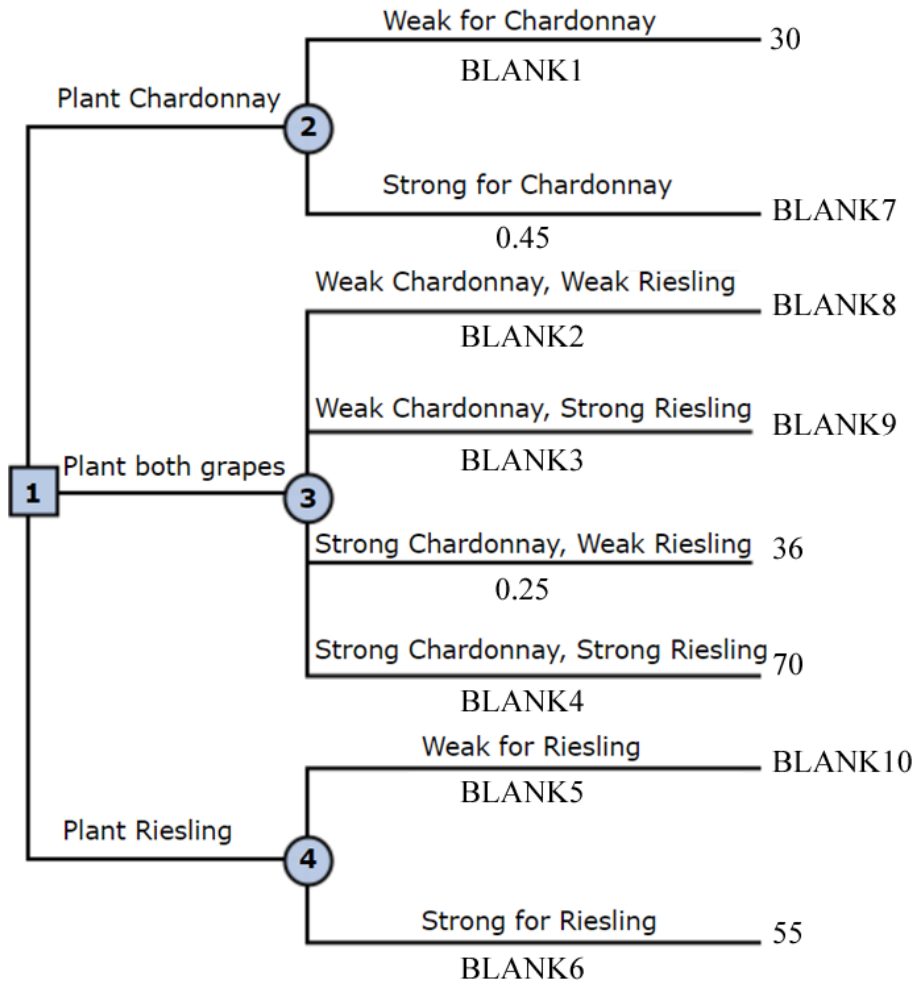 Weak for Chardonnay
30
BLANK1
Plant Chardonnay
2
Strong for Chardonnay
BLANK7
0.45
Weak Chardonnay, Weak Riesling
BLANK8
BLANK2
Weak Chardonnay, Strong Riesling
BLANK9
BLANK3
Plant both grapes
1
3
Strong Chardonnay, Weak Riesling
36
0.25
Strong Chardonnay, Strong Riesling
70
BLANK4
Weak for Riesling
BLANK10
BLANK5
Plant Riesling
4
Strong for Riesling
55
BLANK6